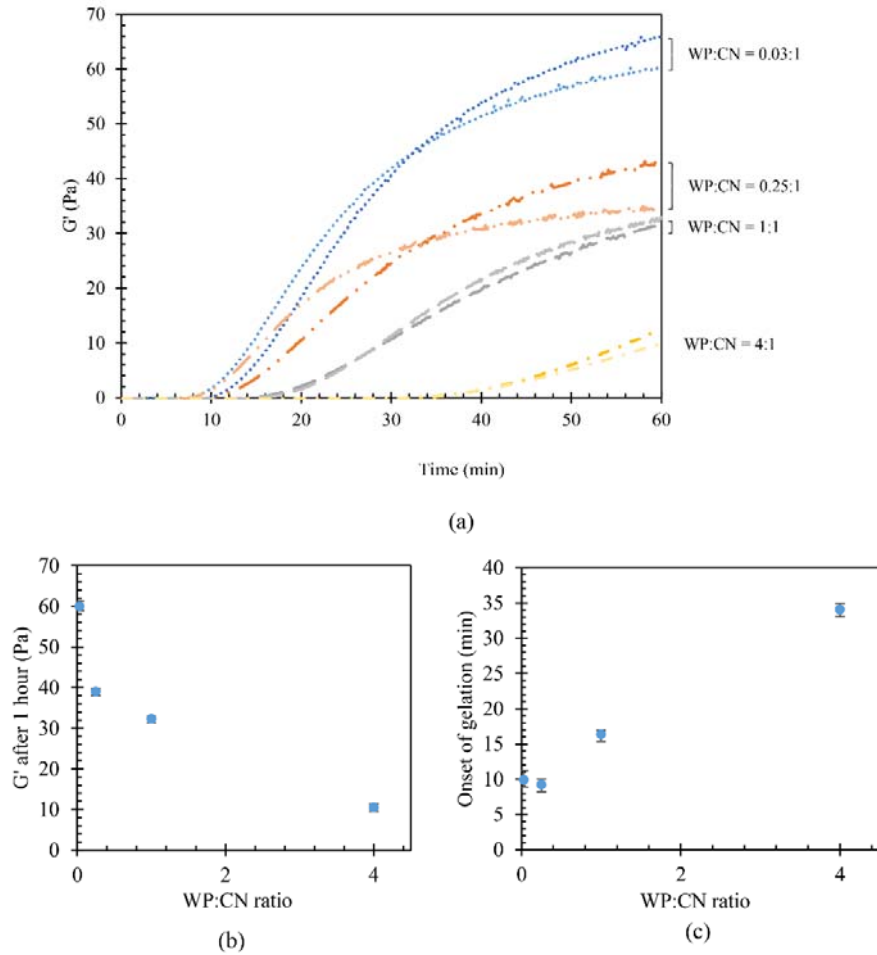 70
60
50
40
30
20
10
0
G' (Pa)
0 10 20 30 40 50 60
Time (min)
WP:CN = 0.03:1
WP:CN = 0.25:1
WP:CN = 1:1
WP:CN = 4:1
(a)
70
60
50
40
30
20
10
0
G' after 1 hour (Pa)
0 2 4
WP:CN ratio
(b)
40
35
30
25
20
15
10
5
0
Onset of gelation (min)
0 2 4
WP:CN ratio
(c)